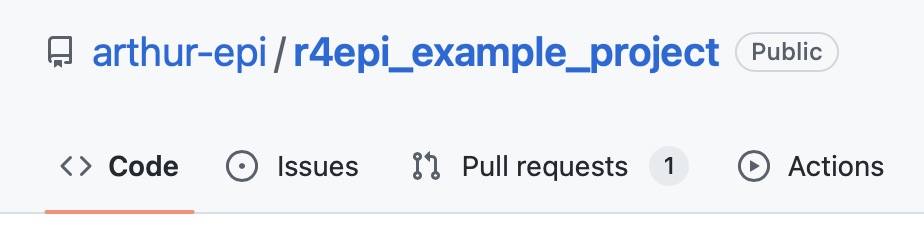 arthur-epi / r4epi_example_project Public
Code Issues Pull requests 1 Actions